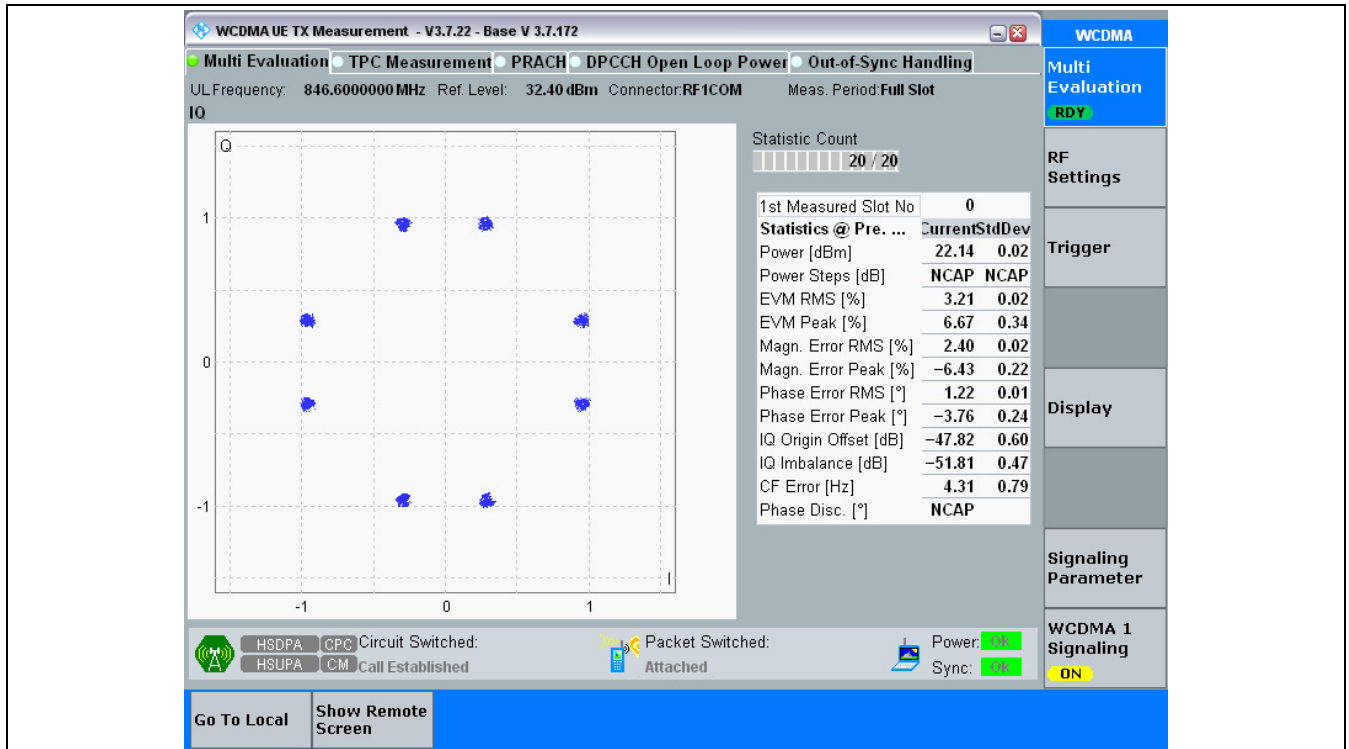 WCDMA UE TX Measurement - V3.7.22 - Base V 3.7.172
WCDMA
Multi Evaluation TPC Measurement PRACH DPCCH Open Loop Power Out-of-Sync Handling
Multi
Evaluation
RDY
UL Frequency: 846.6000000 MHz Ref. Level: 32.40 dBm Connector: RF1COM Meas. Period: Full Slot
IQ
Q
1
0
-1
I
-1 0 1
Statistic Count
20 / 20
1st Measured Slot No 0
Statistics @ Pre. ... Current StdDev
Power [dBm] 22.14 0.02
Power Steps [dB] NCAP NCAP
EVM RMS [%] 3.21 0.02
EVM Peak [%] 6.67 0.34
Magn. Error RMS [%] 2.40 0.02
Magn. Error Peak [%] −6.43 0.22
Phase Error RMS [°] 1.22 0.01
Phase Error Peak [°] −3.76 0.24
IQ Origin Offset [dB] −47.82 0.60
IQ Imbalance [dB] −51.81 0.47
CF Error [Hz] 4.31 0.79
Phase Disc. [°] NCAP
RF
Settings
Trigger
Display
Signaling
Parameter
WCDMA 1
Signaling
ON
HSDPA CPC Circuit Switched: Packet Switched: Power: Ok
HSUPA CM Call Established Attached Sync: Ok
Go To Local
Show Remote
Screen